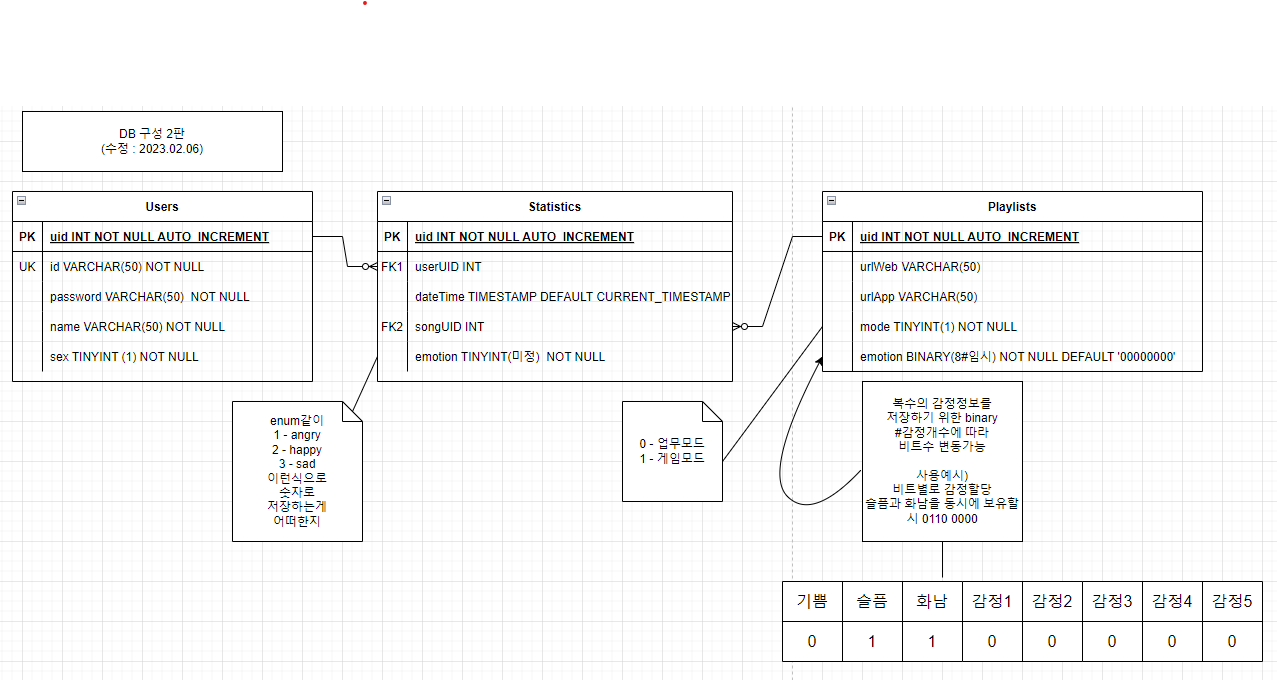 DB 구성 2판
(수정 : 2023.02.06)
Users
PK uid INT NOT NULL AUTO_INCREMENT
UK id VARCHAR(50) NOT NULL
password VARCHAR(50) NOT NULL
name VARCHAR(50) NOT NULL
sex TINYINT (1) NOT NULL
Statistics
PK uid INT NOT NULL AUTO_INCREMENT
FK1 userUID INT
dateTime TIMESTAMP DEFAULT CURRENT_TIMESTAMP
FK2 songUID INT
emotion TINYINT(미정) NOT NULL
Playlists
PK uid INT NOT NULL AUTO_INCREMENT
urlWeb VARCHAR(50)
urlApp VARCHAR(50)
mode TINYINT(1) NOT NULL
emotion BINARY(8#임시) NOT NULL DEFAULT '00000000'
enum같이
1 - angry
2 - happy
3 - sad
이런식으로
숫자로
저장하는게
어떠한지
0 - 업무모드
1 - 게임모드
복수의 감정정보를
저장하기 위한 binary
#감정개수에 따라
비트수 변동가능
사용예시)
비트별로 감정할당
슬픔과 화남을 동시에 보유할
시 0110 0000
기쁨 슬픔 화남 감정1 감정2 감정3 감정4 감정5
0 1 1 0 0 0 0 0